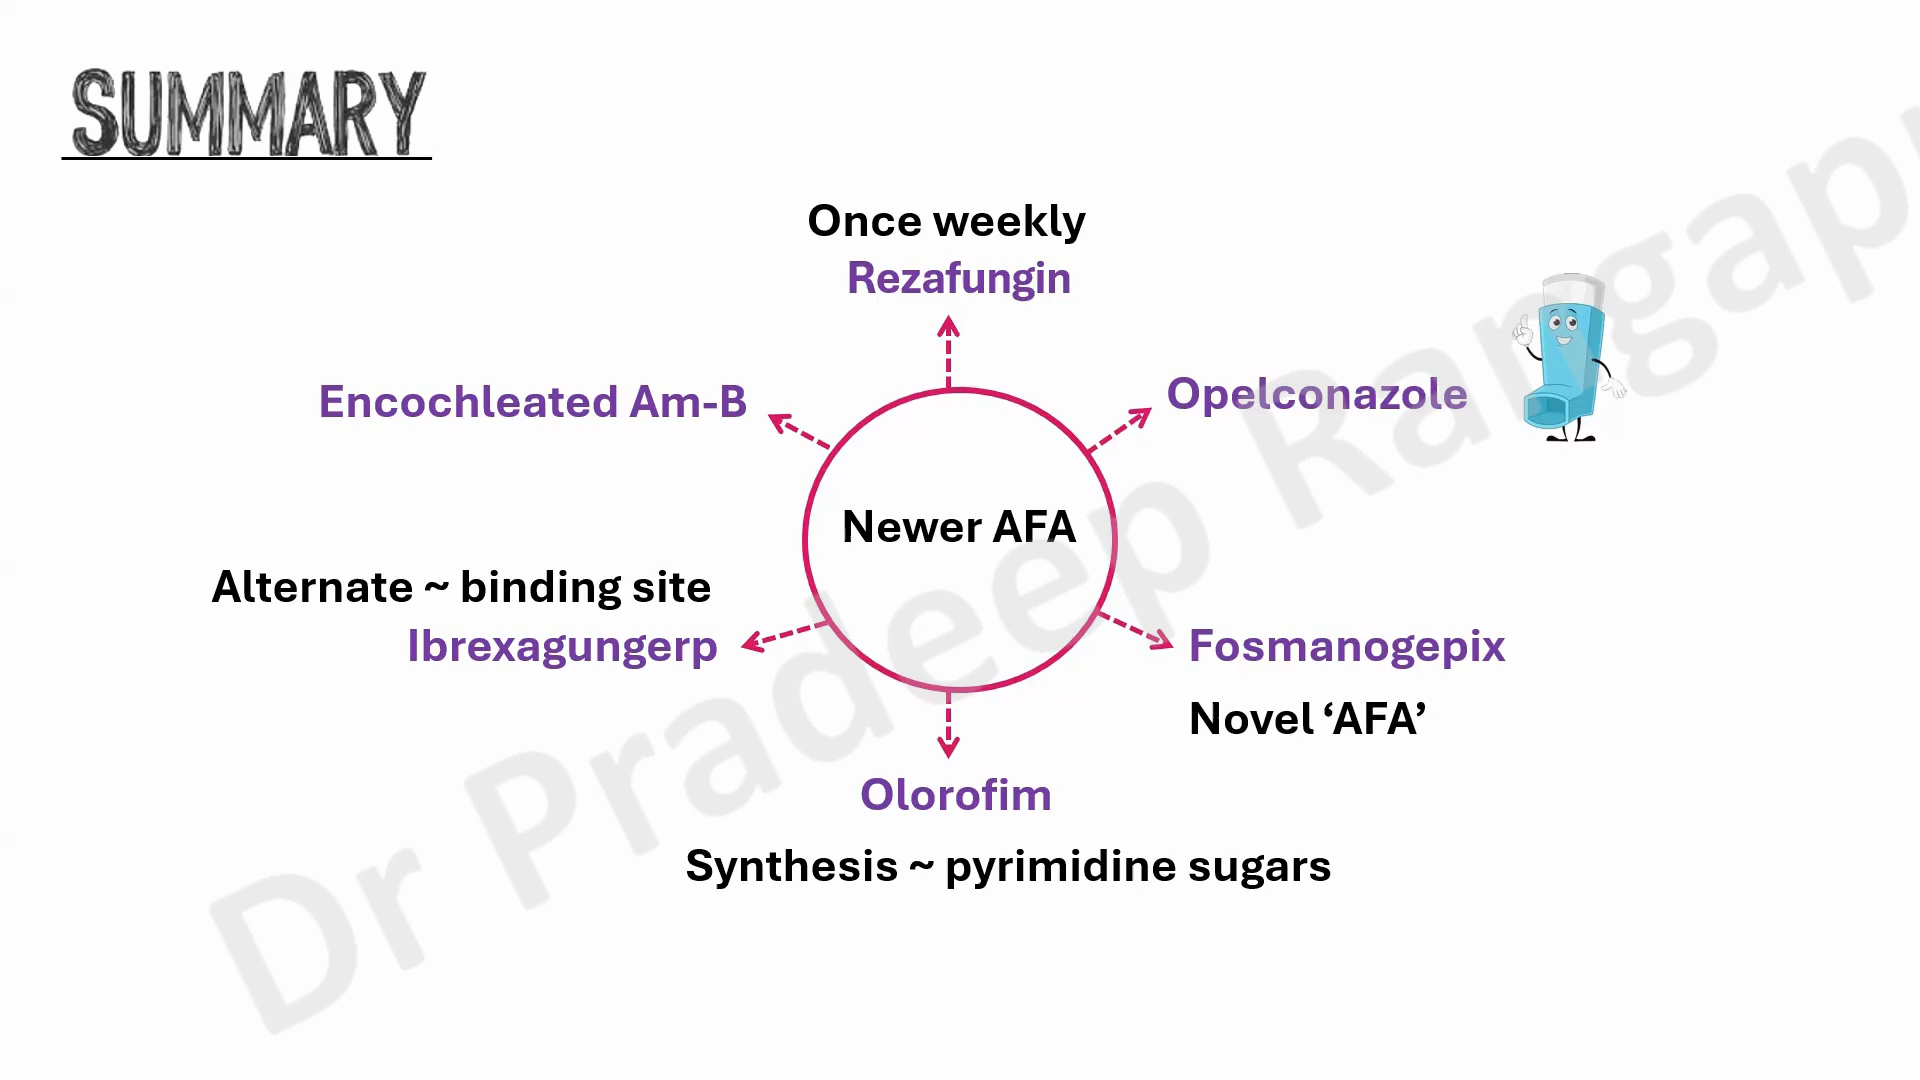 SUMMARY
Once weekly
Rezafungin
Encochleated Am-B
Opelconazole
Newer AFA
Alternate ~ binding site
Ibrexagungerp
Fosmanogepix
Novel ‘AFA’
Olorofim
Synthesis ~ pyrimidine sugars
Dr Pradeep Rangap